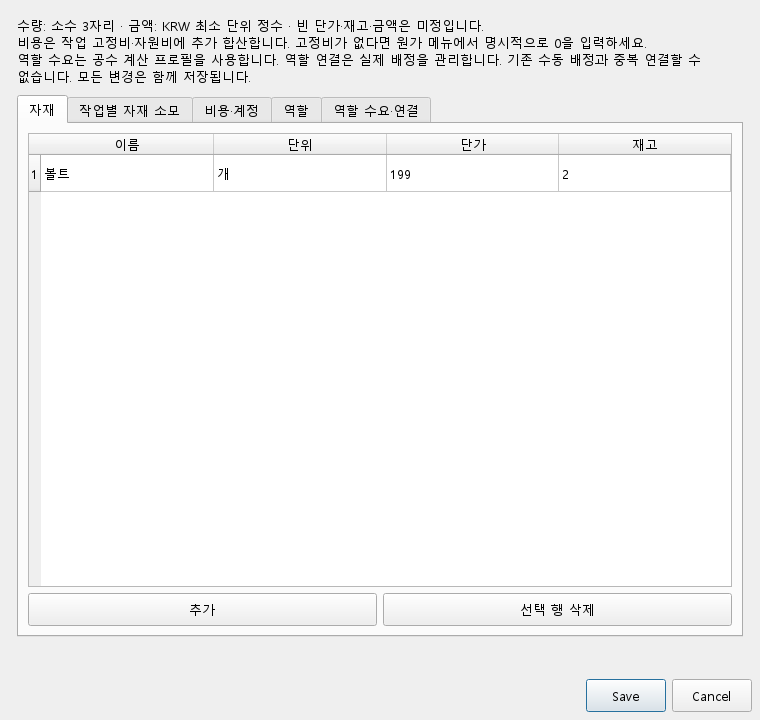 수량: 소수 3자리 · 금액: KRW 최소 단위 정수 · 빈 단가·재고·금액은 미정입니다.
비용은 작업 고정비·자원비에 추가 합산합니다. 고정비가 없다면 원가 메뉴에서 명시적으로 0을 입력하세요.
역할 수요는 공수 계산 프로필을 사용합니다. 역할 연결은 실제 배정을 관리합니다. 기존 수동 배정과 중복 연결할 수
없습니다. 모든 변경은 함께 저장됩니다.
자재 작업별 자재 소모 비용·계정 역할 역할 수요·연결
이름 단위 단가 재고
1 볼트 개 199 2
추가 선택 행 삭제
Save Cancel